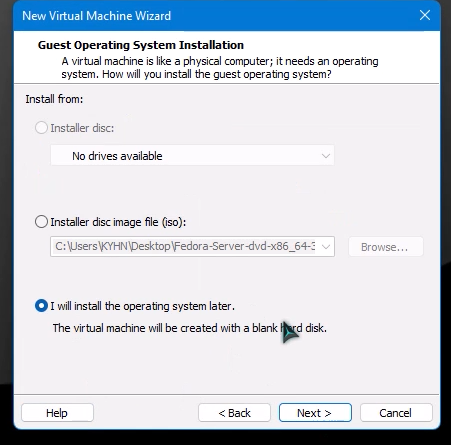 New Virtual Machine Wizard
Guest Operating System Installation
A virtual machine is like a physical computer; it needs an operating
system. How will you install the guest operating system?
Install from:
Installer disc:
No drives available
Installer disc image file (iso):
C:\Users\KYHN\Desktop\Fedora-Server-dvd-x86_64-3
Browse...
I will install the operating system later.
The virtual machine will be created with a blank hard disk.
Help
< Back
Next >
Cancel